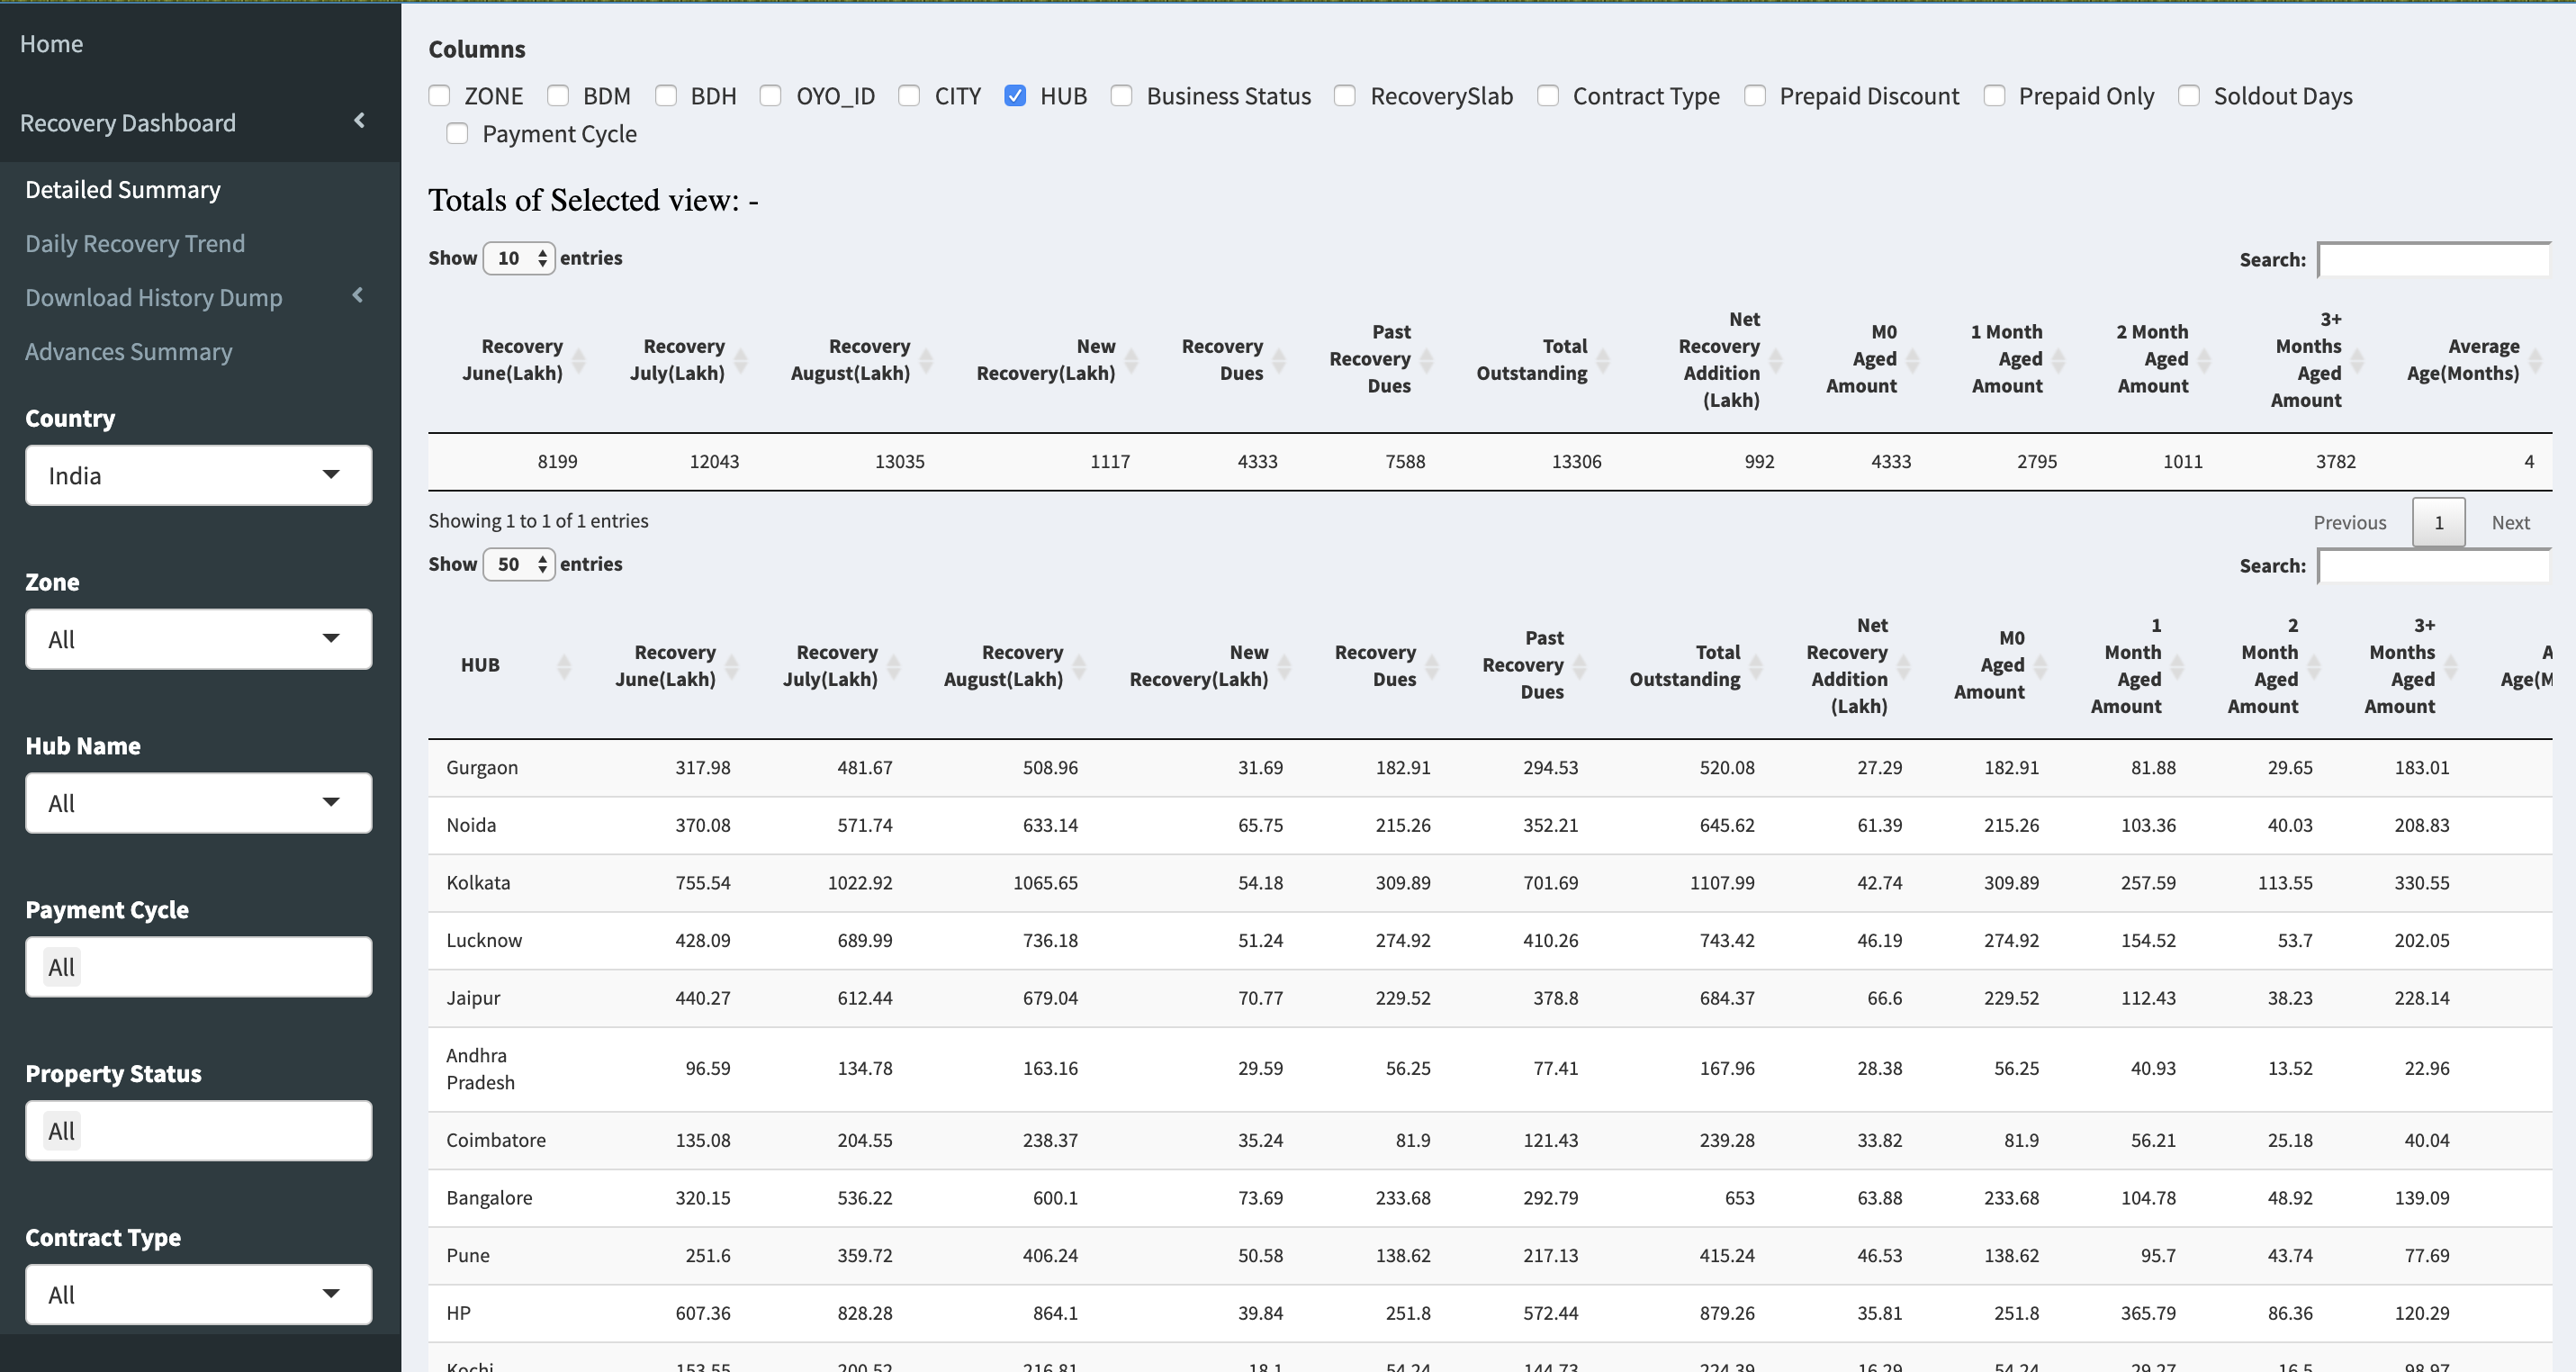 Home
Recovery Dashboard
Detailed Summary
Daily Recovery Trend
Download History Dump
Advances Summary
Country
India
Zone
All
Hub Name
All
Payment Cycle
All
Property Status
All
Contract Type
All
Columns
ZONE BDM BDH OYO_ID CITY HUB Business Status RecoverySlab Contract Type Prepaid Discount Prepaid Only Soldout Days
Payment Cycle
Totals of Selected view: -
Show 10 entries Search:
Recovery June(Lakh) Recovery July(Lakh) Recovery August(Lakh) New Recovery(Lakh) Recovery Dues Past Recovery Dues Total Outstanding Net Recovery Addition (Lakh) M0 Aged Amount 1 Month Aged Amount 2 Month Aged Amount 3+ Months Aged Amount Average Age(Months)
8199 12043 13035 1117 4333 7588 13306 992 4333 2795 1011 3782 4
Showing 1 to 1 of 1 entries Previous 1 Next
Show 50 entries Search:
HUB Recovery June(Lakh) Recovery July(Lakh) Recovery August(Lakh) New Recovery(Lakh) Recovery Dues Past Recovery Dues Total Outstanding Net Recovery Addition (Lakh) M0 Aged Amount 1 Month Aged Amount 2 Month Aged Amount 3+ Months Aged Amount A Age(M
Gurgaon 317.98 481.67 508.96 31.69 182.91 294.53 520.08 27.29 182.91 81.88 29.65 183.01
Noida 370.08 571.74 633.14 65.75 215.26 352.21 645.62 61.39 215.26 103.36 40.03 208.83
Kolkata 755.54 1022.92 1065.65 54.18 309.89 701.69 1107.99 42.74 309.89 257.59 113.55 330.55
Lucknow 428.09 689.99 736.18 51.24 274.92 410.26 743.42 46.19 274.92 154.52 53.7 202.05
Jaipur 440.27 612.44 679.04 70.77 229.52 378.8 684.37 66.6 229.52 112.43 38.23 228.14
Andhra Pradesh 96.59 134.78 163.16 29.59 56.25 77.41 167.96 28.38 56.25 40.93 13.52 22.96
Coimbatore 135.08 204.55 238.37 35.24 81.9 121.43 239.28 33.82 81.9 56.21 25.18 40.04
Bangalore 320.15 536.22 600.1 73.69 233.68 292.79 653 63.88 233.68 104.78 48.92 139.09
Pune 251.6 359.72 406.24 50.58 138.62 217.13 415.24 46.53 138.62 95.7 43.74 77.69
HP 607.36 828.28 864.1 39.84 251.8 572.44 879.26 35.81 251.8 365.79 86.36 120.29
Kochi 153.55 200.52 216.81 18.1 54.24 144.73 224.39 16.29 54.24 29.27 16.5 98.97